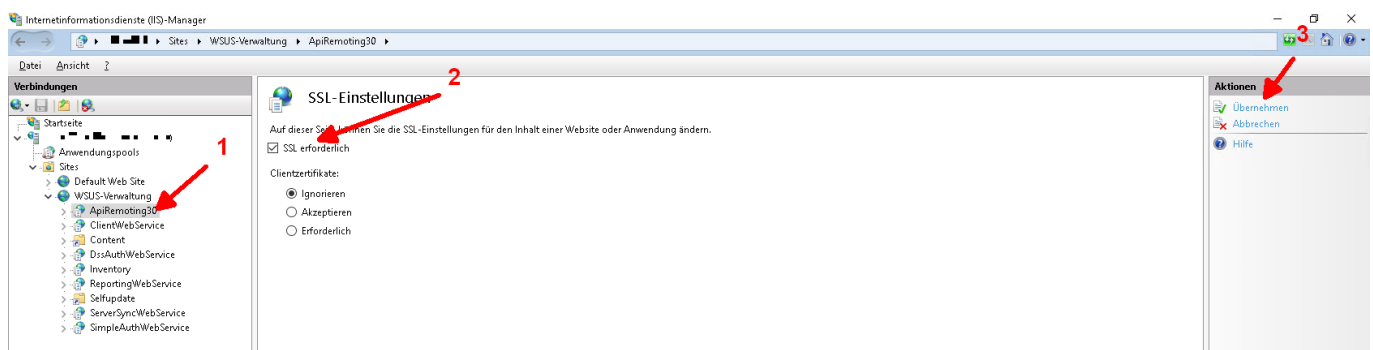 Internetinformationsdienste (IIS)-Manager
Sites
WSUS-Verwaltung
ApiRemoting30
3
Datei Ansicht ?
Verbindungen
Startseite
Anwendungspools
Sites
Default Web Site
WSUS-Verwaltung
ApiRemoting30
ClientWebService
Content
DssAuthWebService
Inventory
ReportingWebService
Selfupdate
ServerSyncWebService
SimpleAuthWebService
1
2
SSL-Einstellungen
Auf dieser Seite können Sie die SSL-Einstellungen für den Inhalt einer Website oder Anwendung ändern.
SSL erforderlich
Clientzertifikate:
Ignorieren
Akzeptieren
Erforderlich
Aktionen
Übernehmen
Abbrechen
Hilfe